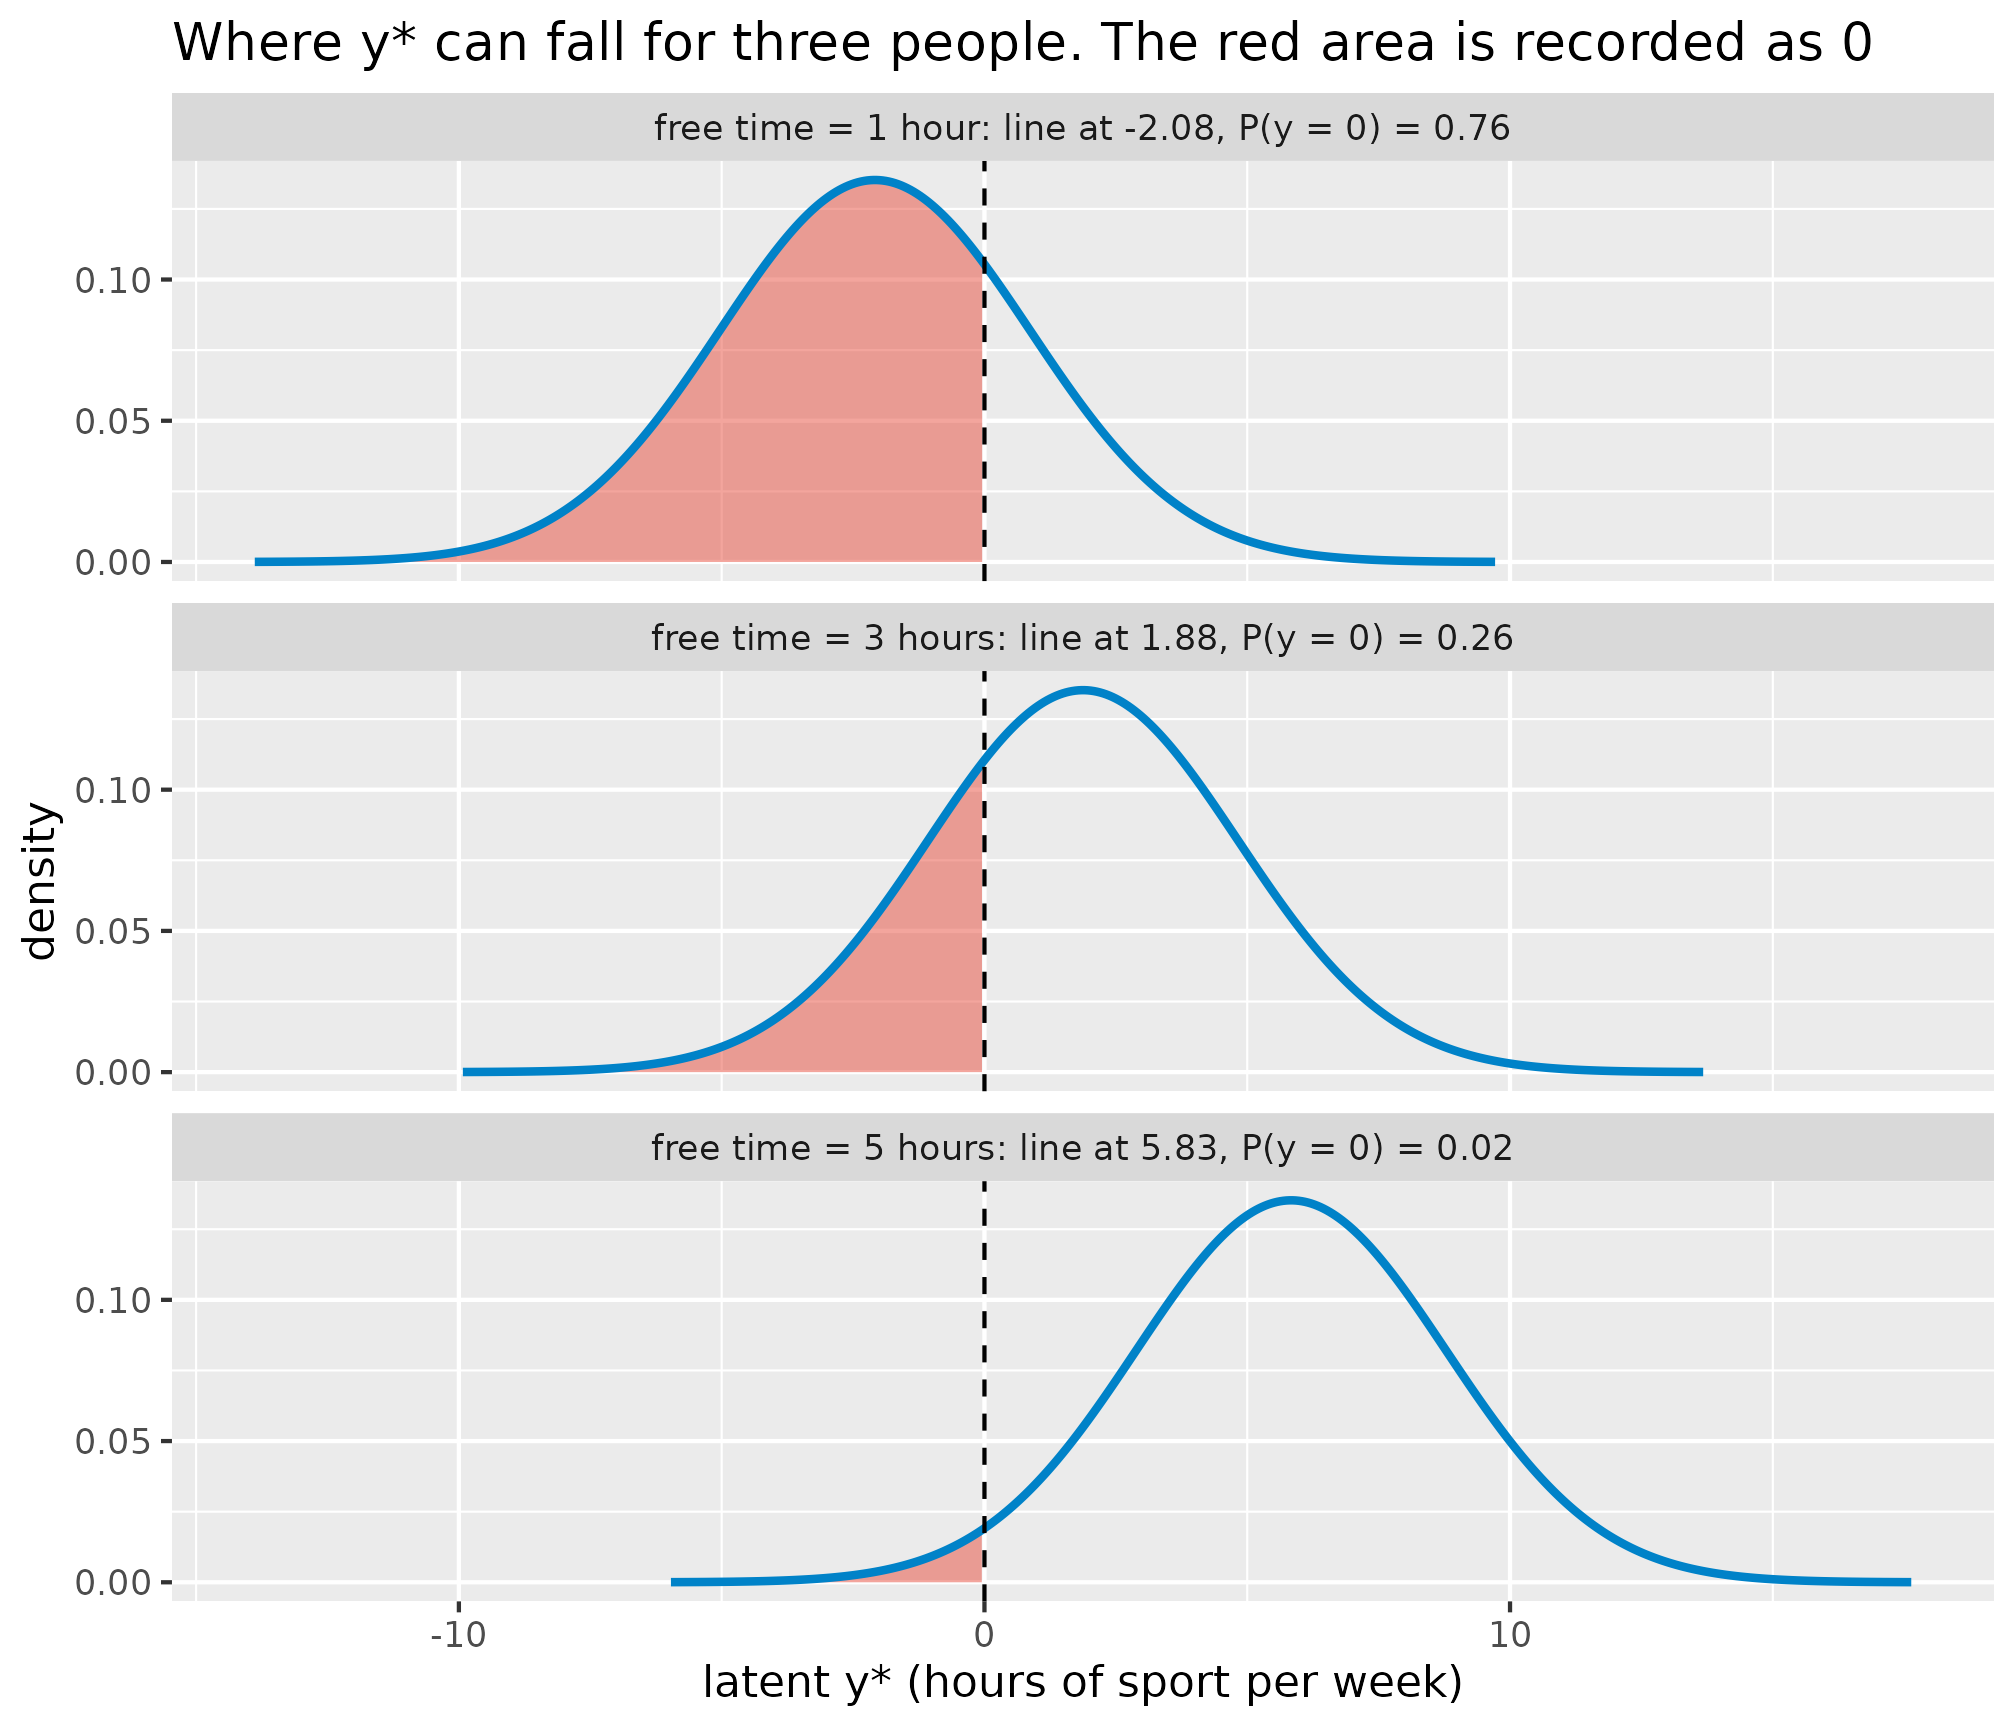 Where y* can fall for three people. The red area is recorded as 0
free time = 1 hour: line at -2.08, P(y = 0) = 0.76
0.10
0.05
0.00
free time = 3 hours: line at 1.88, P(y = 0) = 0.26
0.10
0.05
0.00
density
free time = 5 hours: line at 5.83, P(y = 0) = 0.02
0.10
0.05
0.00
-10 0 10
latent y* (hours of sport per week)